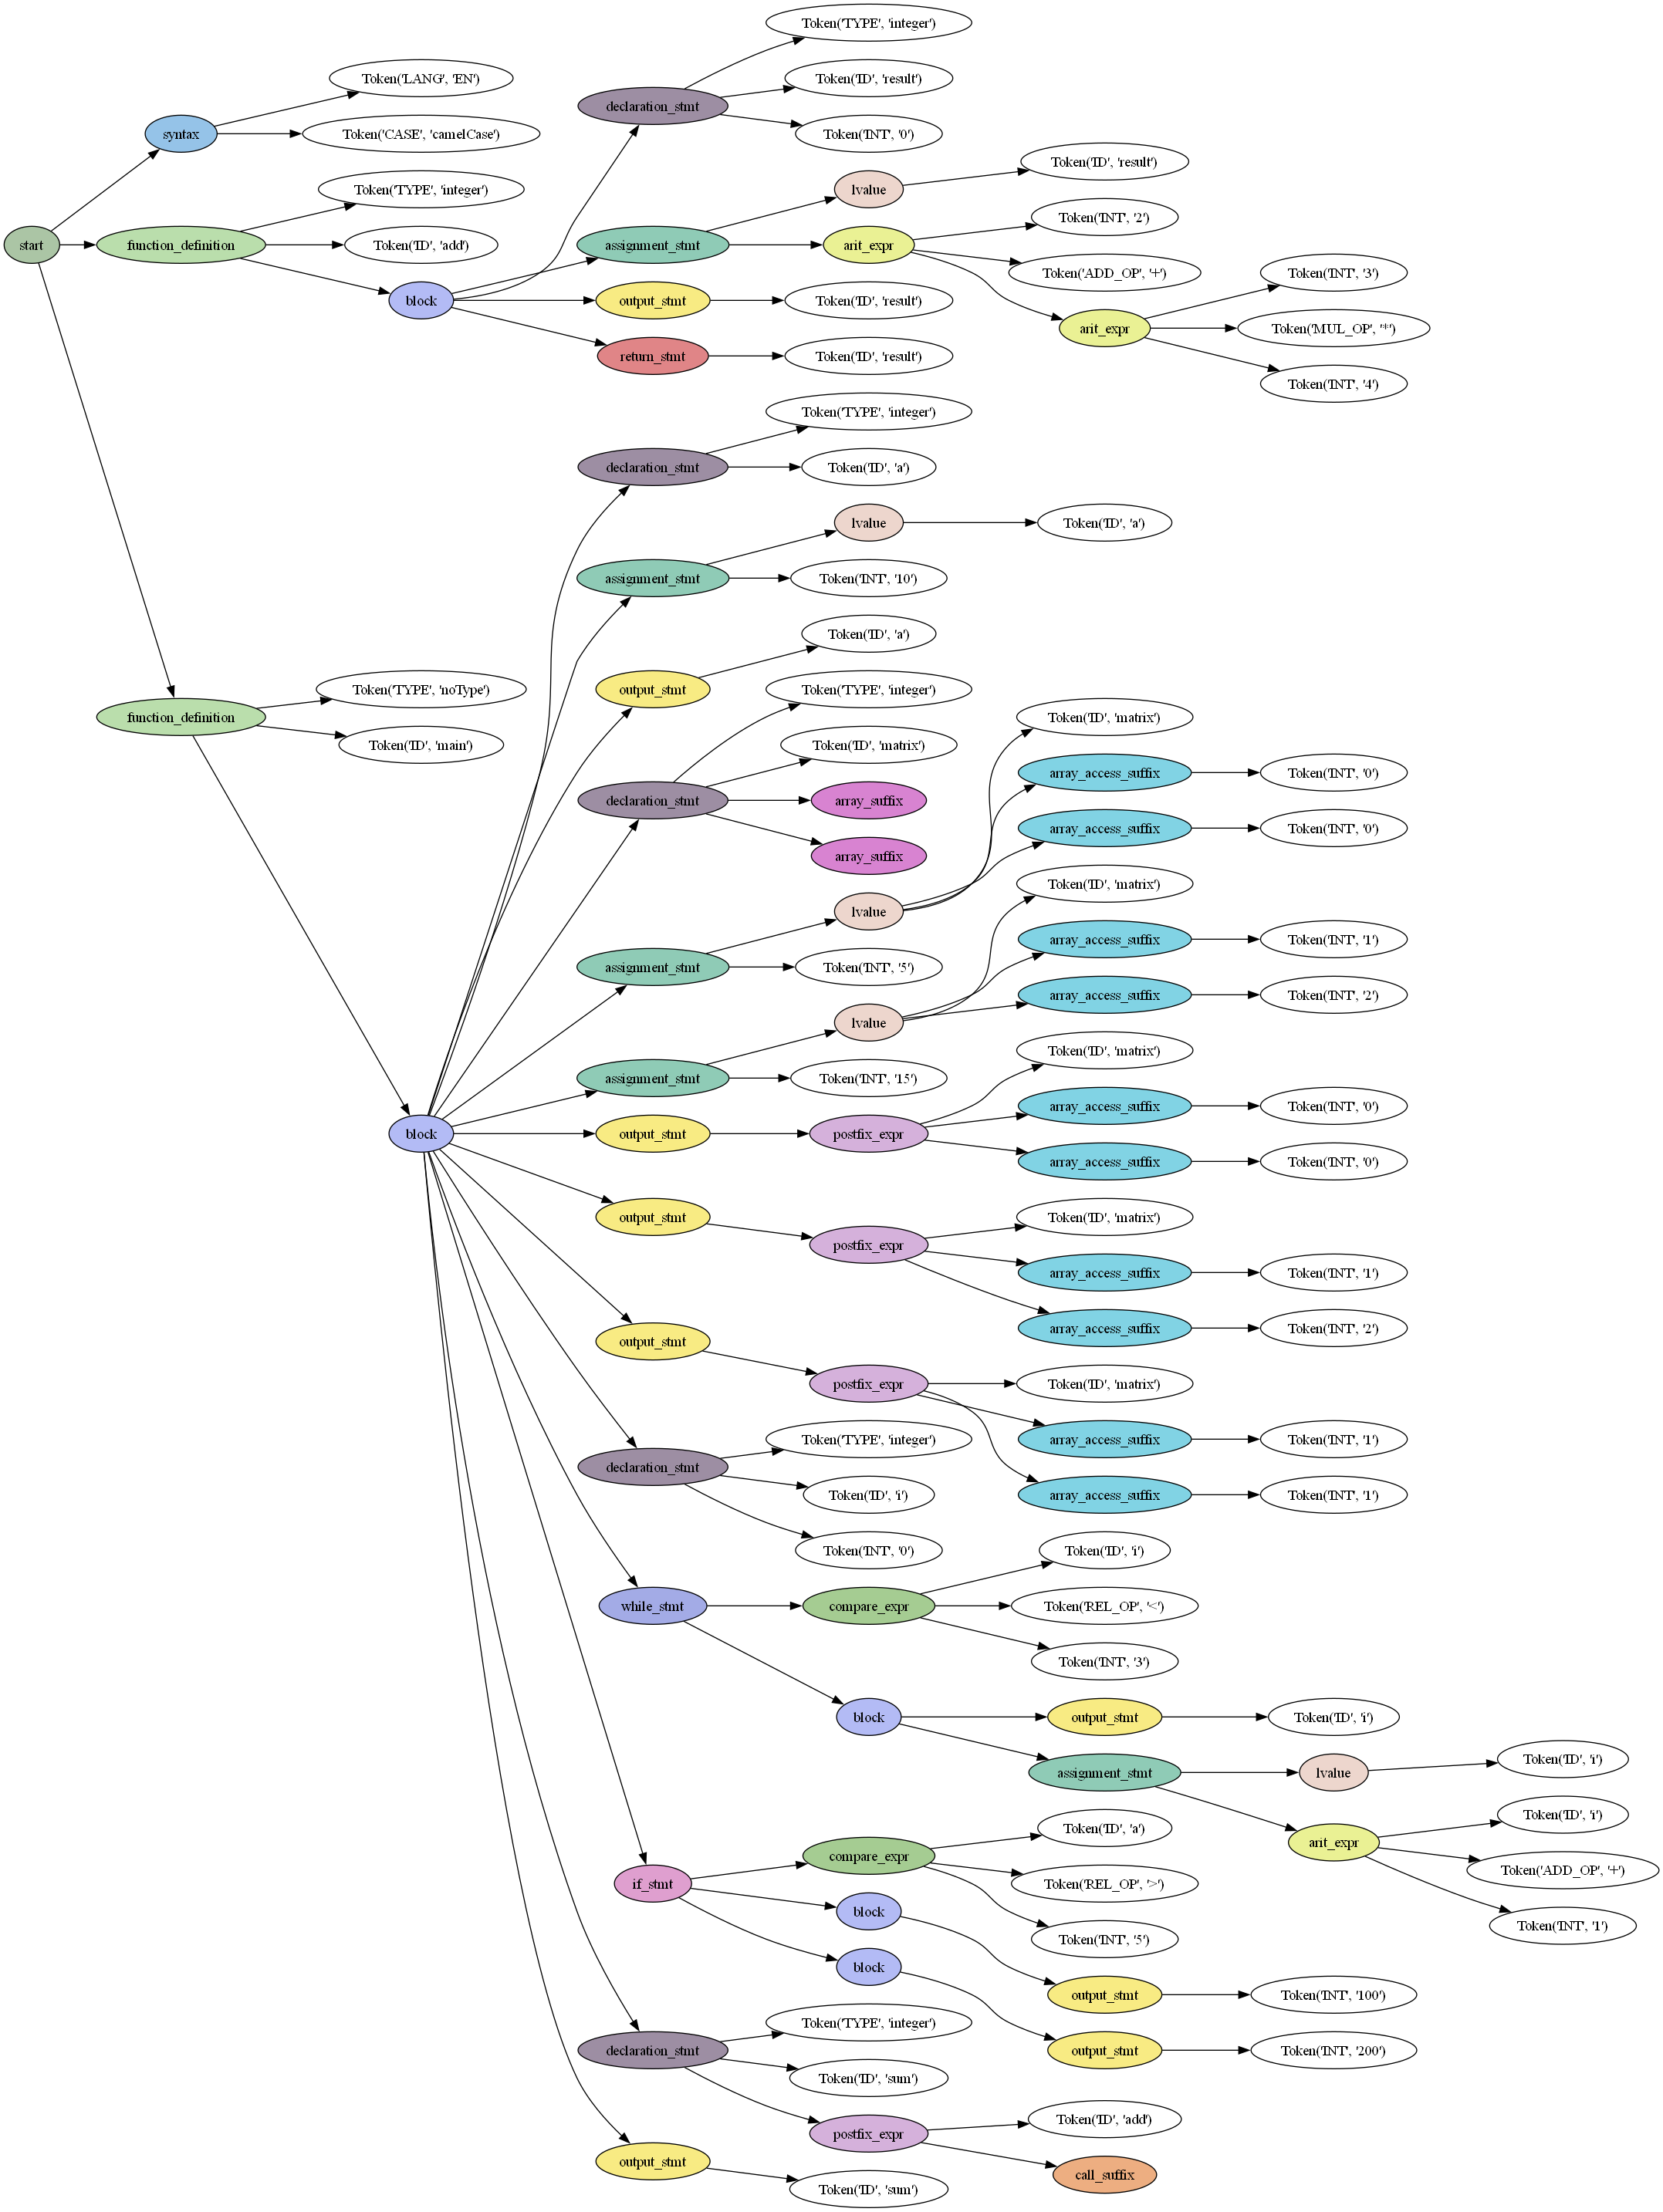 start
syntax
Token('LANG', 'EN')
Token('CASE', 'camelCase')
function_definition
Token('TYPE', 'integer')
Token('ID', 'add')
block
declaration_stmt
Token('TYPE', 'integer')
Token('ID', 'result')
Token('INT', '0')
assignment_stmt
lvalue
Token('ID', 'result')
arit_expr
Token('INT', '2')
Token('ADD_OP', '+')
arit_expr
Token('INT', '3')
Token('MUL_OP', '*')
Token('INT', '4')
output_stmt
Token('ID', 'result')
return_stmt
Token('ID', 'result')
function_definition
Token('TYPE', 'noType')
Token('ID', 'main')
block
declaration_stmt
Token('TYPE', 'integer')
Token('ID', 'a')
assignment_stmt
lvalue
Token('ID', 'a')
Token('INT', '10')
output_stmt
Token('ID', 'a')
declaration_stmt
Token('TYPE', 'integer')
Token('ID', 'matrix')
array_suffix
array_suffix
assignment_stmt
lvalue
Token('ID', 'matrix')
array_access_suffix
Token('INT', '0')
array_access_suffix
Token('INT', '0')
Token('INT', '5')
assignment_stmt
lvalue
Token('ID', 'matrix')
array_access_suffix
Token('INT', '1')
array_access_suffix
Token('INT', '2')
Token('INT', '15')
output_stmt
postfix_expr
Token('ID', 'matrix')
array_access_suffix
Token('INT', '0')
array_access_suffix
Token('INT', '0')
output_stmt
postfix_expr
Token('ID', 'matrix')
array_access_suffix
Token('INT', '1')
array_access_suffix
Token('INT', '2')
output_stmt
postfix_expr
Token('ID', 'matrix')
array_access_suffix
Token('INT', '1')
array_access_suffix
Token('INT', '1')
declaration_stmt
Token('TYPE', 'integer')
Token('ID', 'i')
Token('INT', '0')
while_stmt
compare_expr
Token('ID', 'i')
Token('REL_OP', '<')
Token('INT', '3')
block
output_stmt
Token('ID', 'i')
assignment_stmt
lvalue
Token('ID', 'i')
arit_expr
Token('ID', 'i')
Token('ADD_OP', '+')
Token('INT', '1')
if_stmt
compare_expr
Token('ID', 'a')
Token('REL_OP', '>')
Token('INT', '5')
block
output_stmt
Token('INT', '100')
block
output_stmt
Token('INT', '200')
declaration_stmt
Token('TYPE', 'integer')
Token('ID', 'sum')
postfix_expr
Token('ID', 'add')
call_suffix
output_stmt
Token('ID', 'sum')